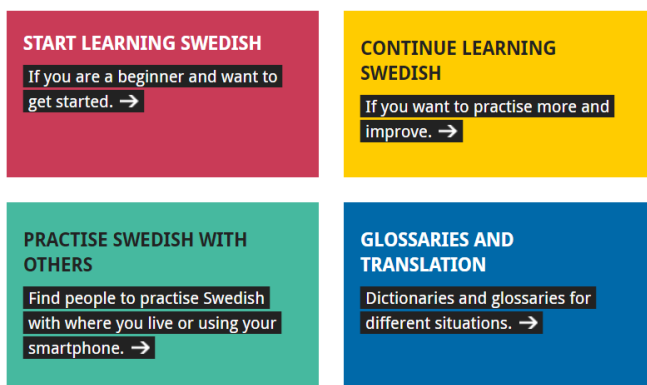 START LEARNING SWEDISH
If you are a beginner and want to
get started. →
CONTINUE LEARNING
SWEDISH
If you want to practise more and
improve. →
PRACTISE SWEDISH WITH
OTHERS
Find people to practise Swedish
with where you live or using your
smartphone. →
GLOSSARIES AND
TRANSLATION
Dictionaries and glossaries for
different situations. →